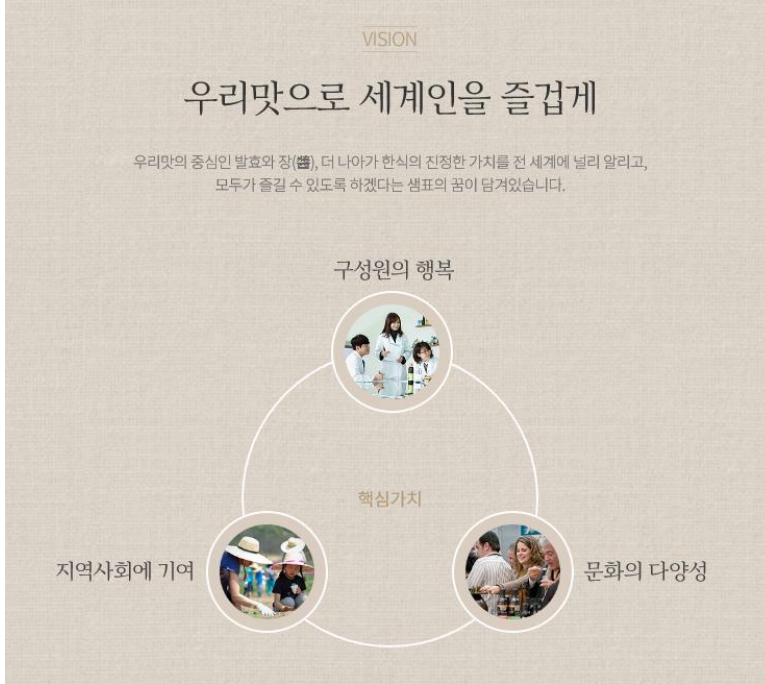 VISION
우리맛으로 세계인을 즐겁게
우리맛의 중심인 발효와 장(醬), 더 나아가 한식의 진정한 가치를 전 세계에 널리 알리고,
모두가 즐길 수 있도록 하겠다는 샘표의 꿈이 담겨있습니다.
구성원의 행복
핵심가치
지역사회에 기여
문화의 다양성